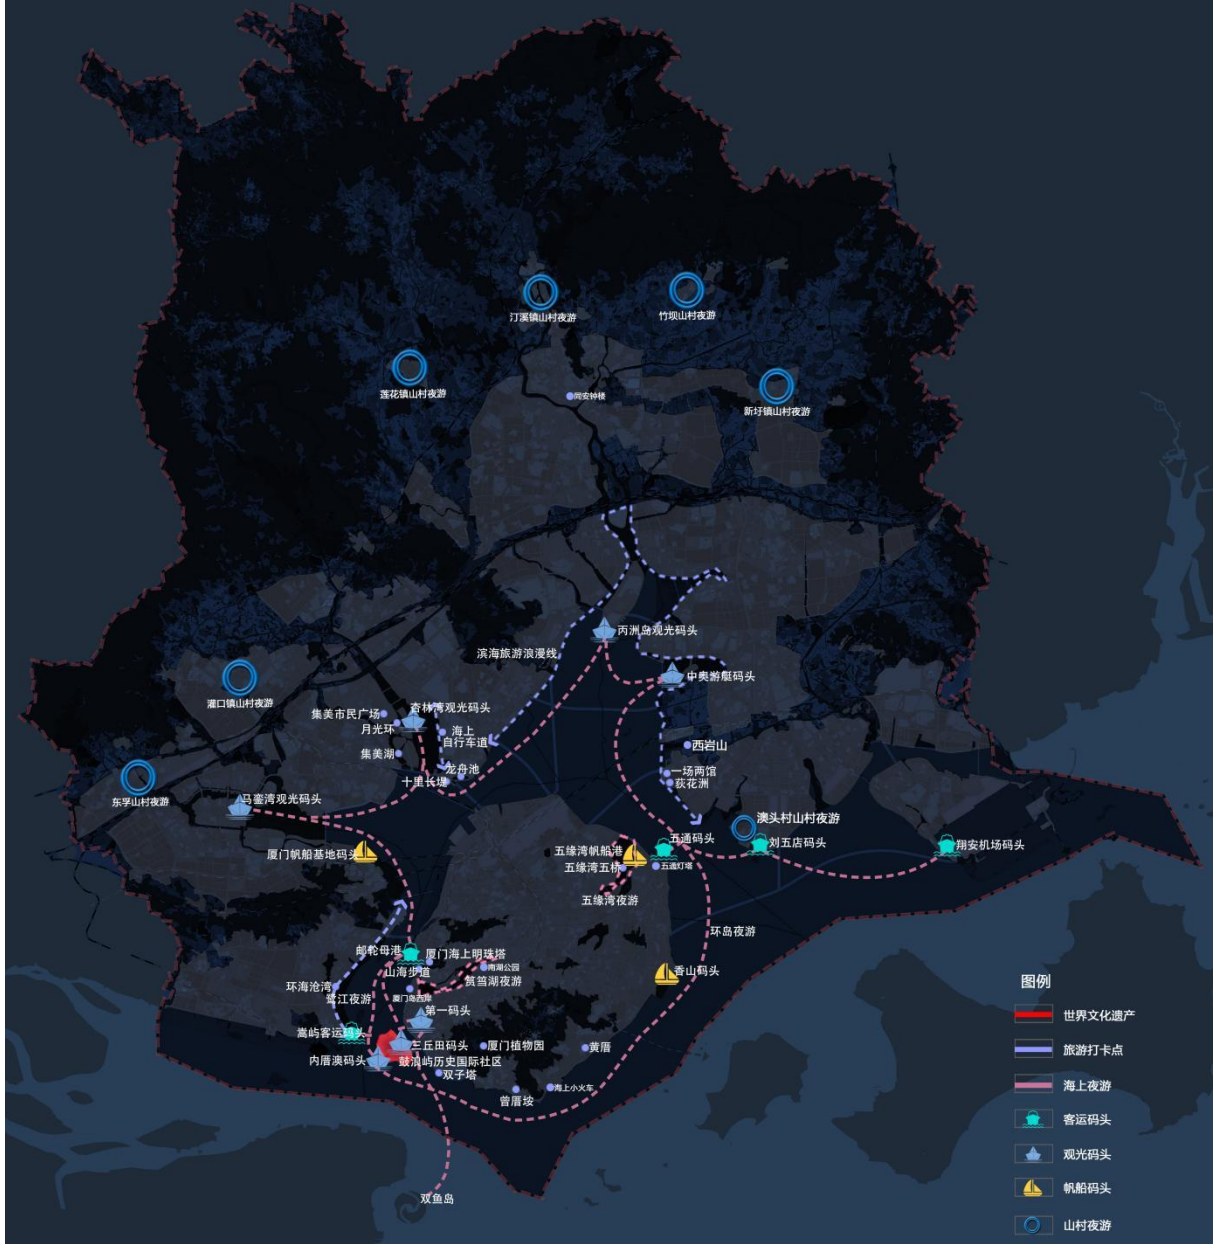 汀溪镇山村夜游
竹坝山村夜游
莲花镇山村夜游
同安钟楼
新圩镇山村夜游
丙洲岛观光码头
滨海旅游浪漫线
中奥游艇码头
灌口镇山村夜游
杏林湾观光码头
集美市民广场
月光环
海上
自行车道
集美湖
西岩山
龙舟池
十里长堤
一场两馆
荻花洲
东孚山村夜游
马銮湾观光码头
澳头村山村夜游
五通码头
刘五店码头
翔安机场码头
厦门帆船基地码头
五缘湾帆船港
五缘湾五桥
五通灯塔
五缘湾夜游
环岛夜游
邮轮母港
厦门海上明珠塔
山海步道
南湖公园
筼筜湖夜游
香山码头
环海沧湾
鹭江夜游
厦门岛西岸
第一码头
嵩屿客运码头
三丘田码头
厦门植物园
黄厝
内厝澳码头
鼓浪屿历史国际社区
双子塔
曾厝垵
海上小火车
双鱼岛
图例
世界文化遗产
旅游打卡点
海上夜游
客运码头
观光码头
帆船码头
山村夜游